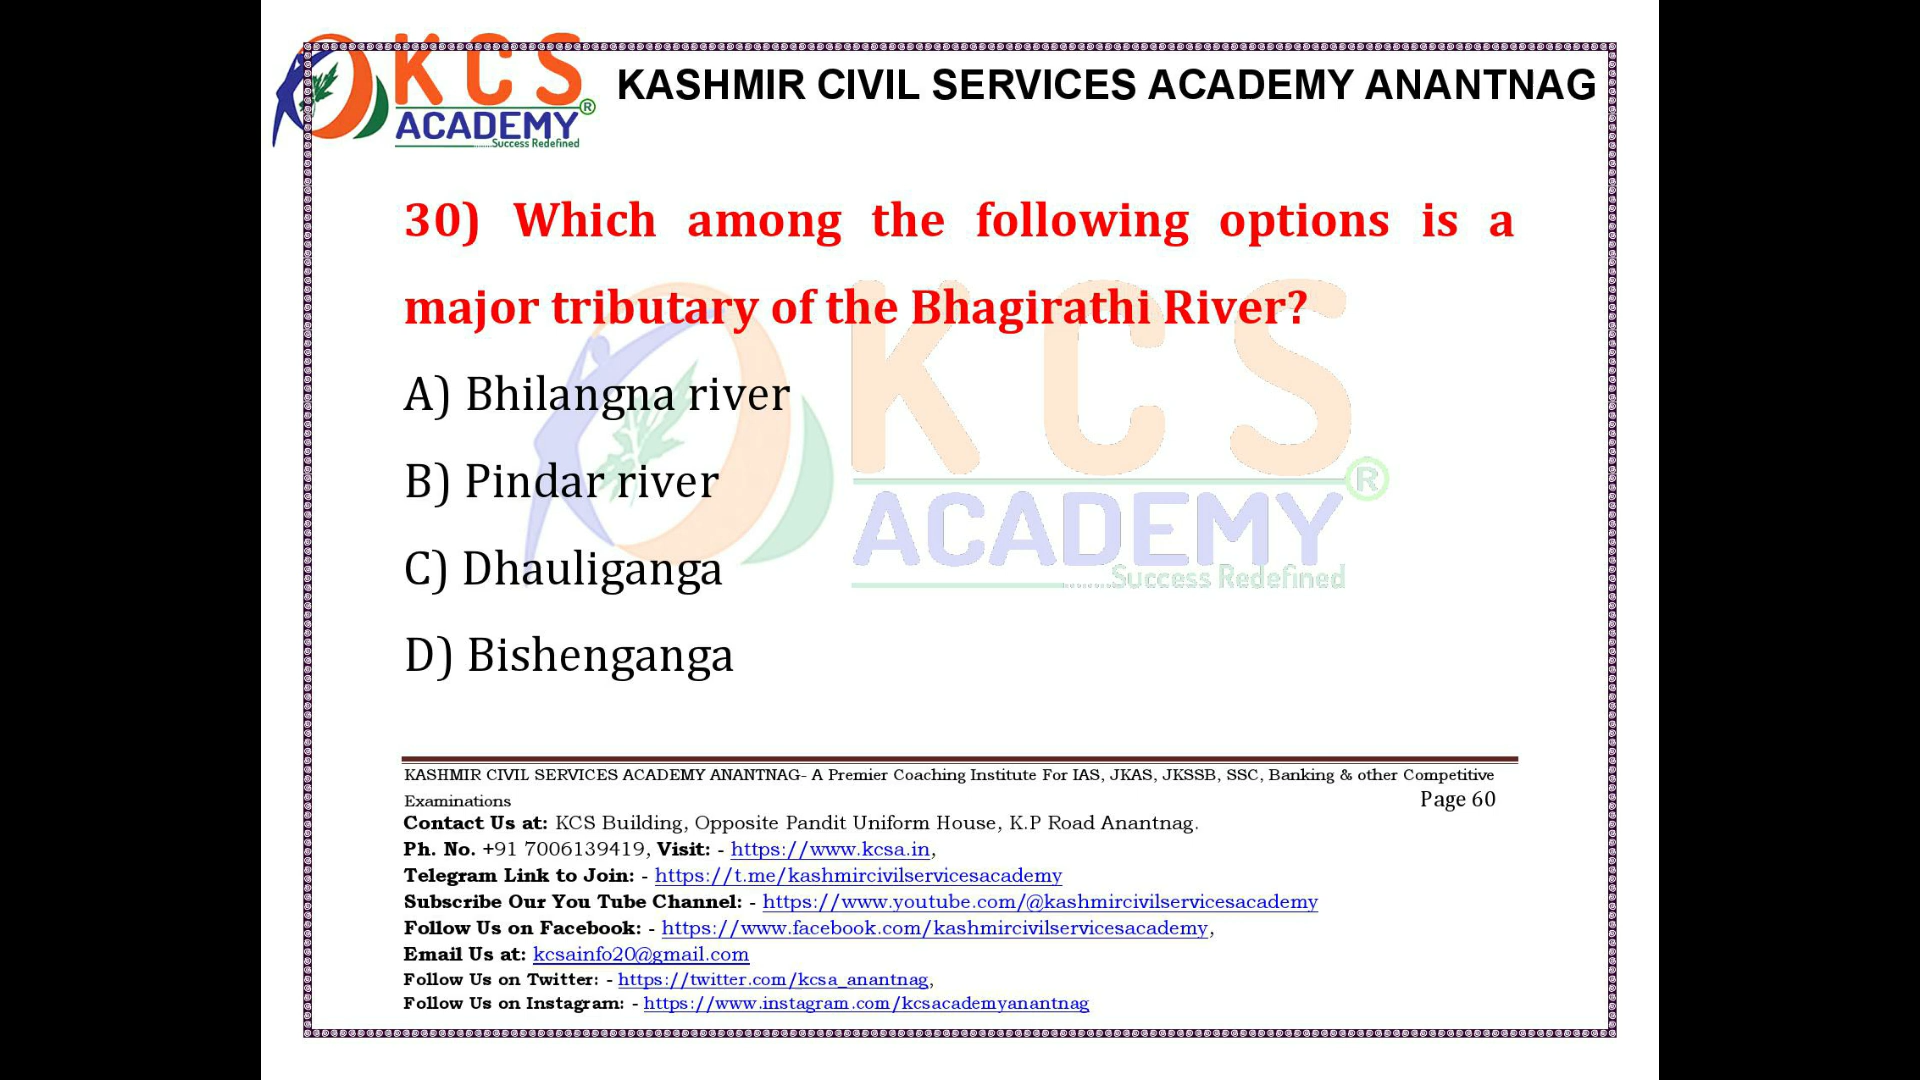 KCS
ACADEMY®
.......Success Redefined
KASHMIR CIVIL SERVICES ACADEMY ANANTNAG
30) Which among the following options is a
major tributary of the Bhagirathi River?
A) Bhilangna river
B) Pindar river
C) Dhauliganga
D) Bishenganga
KCS
ACADEMY®
.......Success Redefined
KASHMIR CIVIL SERVICES ACADEMY ANANTNAG- A Premier Coaching Institute For IAS, JKAS, JKSSB, SSC, Banking & other Competitive
Examinations Page 60
Contact Us at: KCS Building, Opposite Pandit Uniform House, K.P Road Anantnag.
Ph. No. +91 7006139419, Visit: - https://www.kcsa.in,
Telegram Link to Join: - https://t.me/kashmircivilservicesacademy
Subscribe Our You Tube Channel: - https://www.youtube.com/@kashmircivilservicesacademy
Follow Us on Facebook: - https://www.facebook.com/kashmircivilservicesacademy,
Email Us at: kcsainfo20@gmail.com
Follow Us on Twitter: - https://twitter.com/kcsa_anantnag,
Follow Us on Instagram: - https://www.instagram.com/kcsacademyanantnag